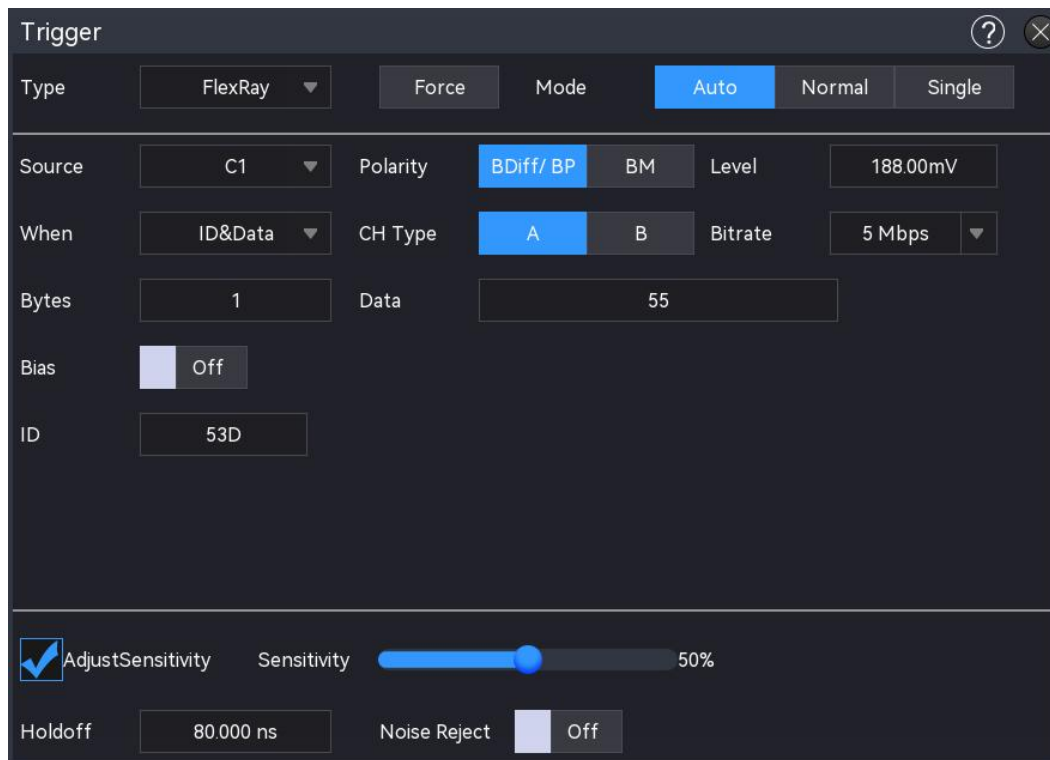 Trigger ?
Type FlexRay Force Mode Auto Normal Single
Source C1 Polarity BDiff/ BP BM Level 188.00mV
When ID&Data CH Type A B Bitrate 5 Mbps
Bytes 1 Data 55
Bias Off
ID 53D
AdjustSensitivity Sensitivity 50%
Holdoff 80.000 ns Noise Reject Off